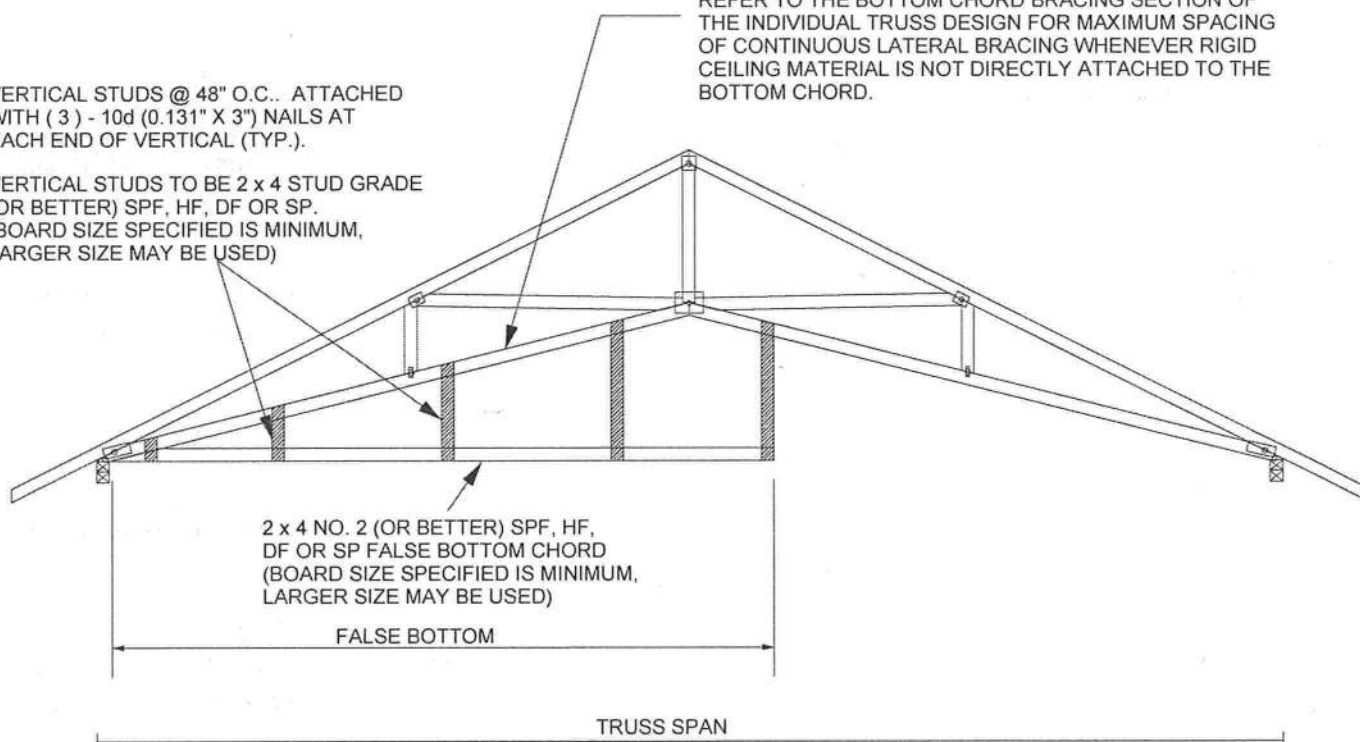 REFER TO THE BOTTOM CHORD BRACING SECTION OF
THE INDIVIDUAL TRUSS DESIGN FOR MAXIMUM SPACING
OF CONTINUOUS LATERAL BRACING WHENEVER RIGID
CEILING MATERIAL IS NOT DIRECTLY ATTACHED TO THE
BOTTOM CHORD.
VERTICAL STUDS @ 48" O.C.. ATTACHED
WITH ( 3 ) - 10d (0.131" X 3") NAILS AT
EACH END OF VERTICAL (TYP.).
VERTICAL STUDS TO BE 2 x 4 STUD GRADE
(OR BETTER) SPF, HF, DF OR SP.
(BOARD SIZE SPECIFIED IS MINIMUM,
LARGER SIZE MAY BE USED)
2 x 4 NO. 2 (OR BETTER) SPF, HF,
DF OR SP FALSE BOTTOM CHORD
(BOARD SIZE SPECIFIED IS MINIMUM,
LARGER SIZE MAY BE USED)
FALSE BOTTOM
TRUSS SPAN